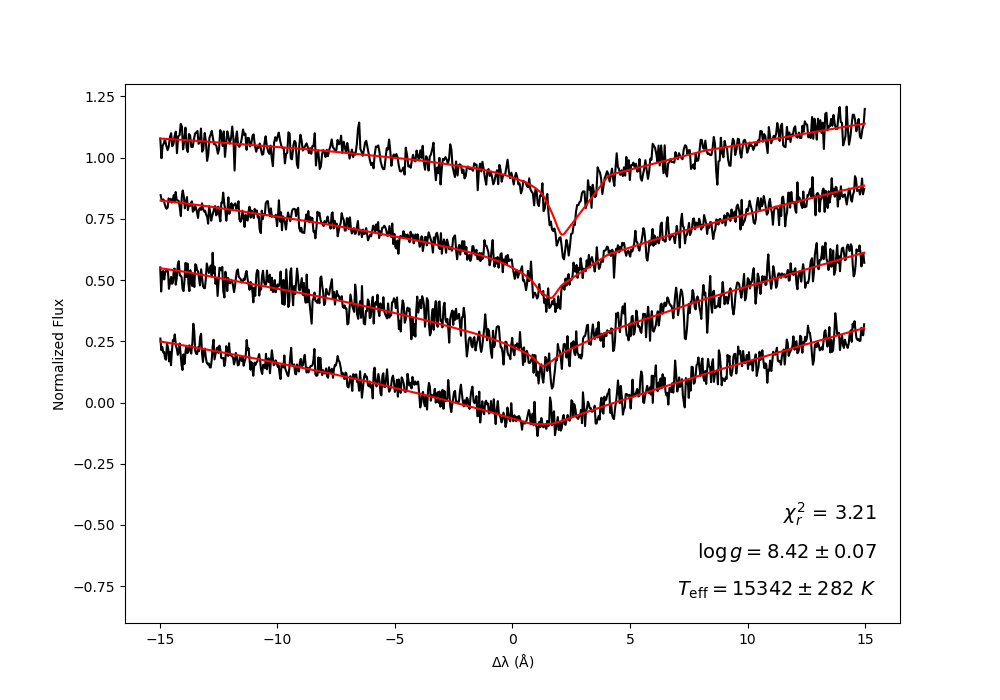 1.25
1.00
0.75
0.50
0.25
0.00
−0.25
−0.50
−0.75
Normalized Flux
χ²ᵣ = 3.21
log g = 8.42 ± 0.07
T_eff = 15342 ± 282 K
−15 −10 −5 0 5 10 15
Δλ (Å)